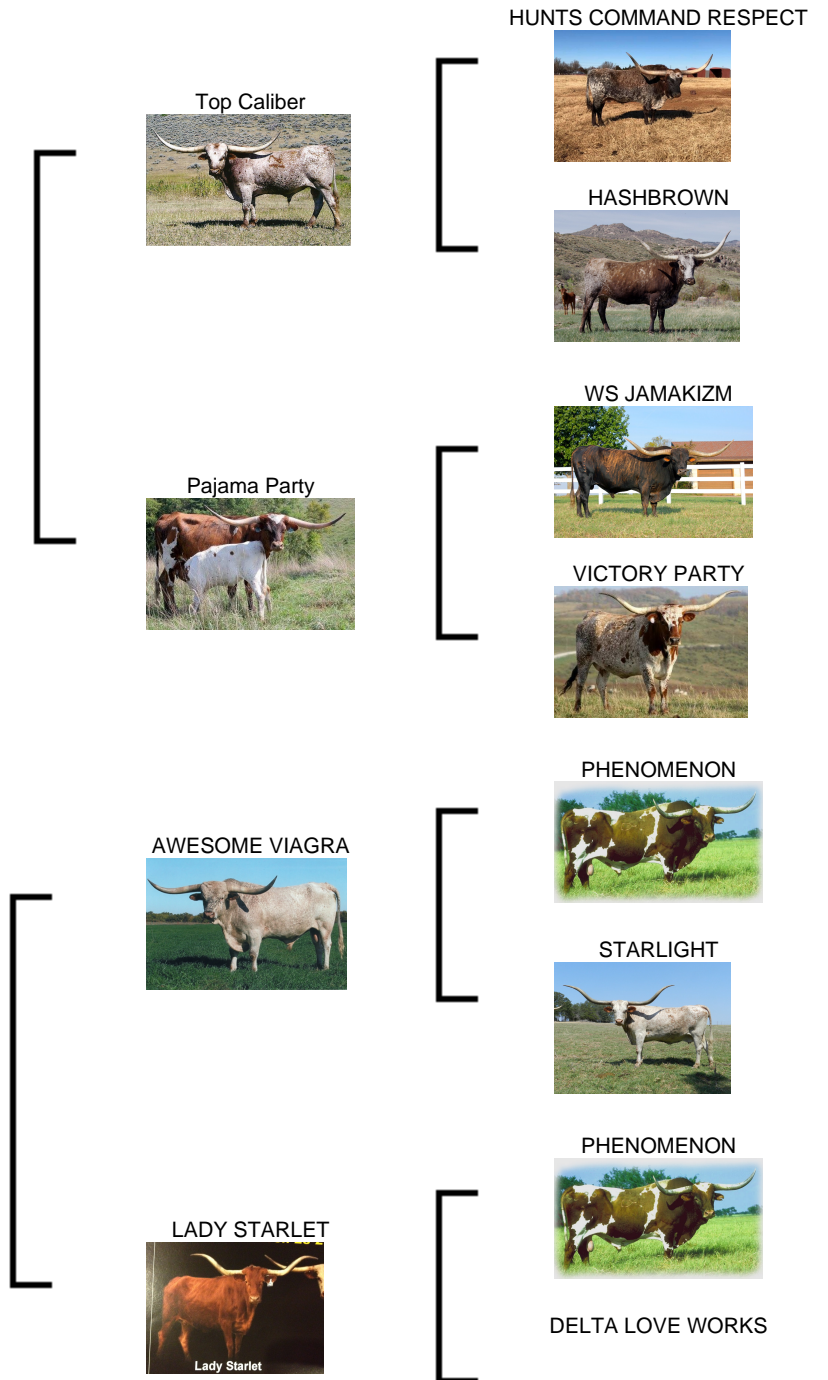 HUNTS COMMAND RESPECT
Top Caliber
HASHBROWN
WS JAMAKIZM
Pajama Party
VICTORY PARTY
PHENOMENON
AWESOME VIAGRA
STARLIGHT
PHENOMENON
LADY STARLET
Lady Starlet
DELTA LOVE WORKS